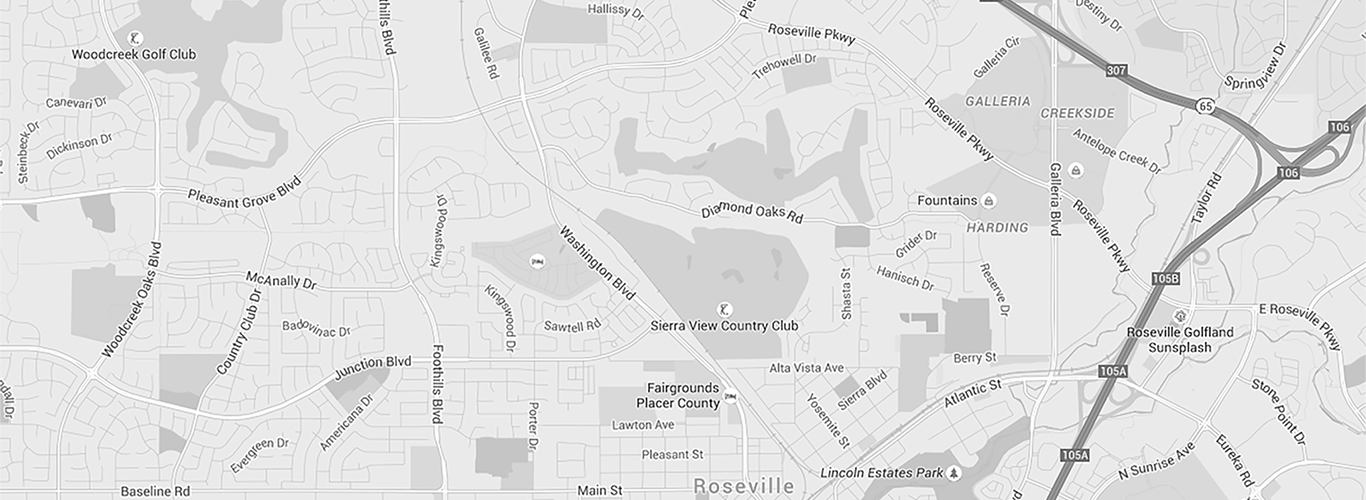 hills Blvd
Hallissy Dr
Ple
Destiny Dr
Woodcreek Golf Club
Galilee Rd
Roseville Pkwy
Galleria Cir
Trehowell Dr
307
Springview Dr
Canevari Dr
Steinbeck Dr
Dickinson Dr
GALLERIA
CREEKSIDE
65
106
Roseville Pkwy
Antelope Creek Dr
106
Pleasant Grove Blvd
Diamond Oaks Rd
Fountains
HARDING
Galleria Blvd
Roseville Pkwy
Taylor Rd
Washington Blvd
Grider Dr
Hanisch Dr
Reserve Dr
Shasta St
105B
Woodcreek Oaks Blvd
McAnally Dr
Country Club Dr
Badovinac Dr
Kingswood Dr
Sawtell Rd
Sierra View Country Club
E Roseville Pkwy
Roseville Golfland
Sunsplash
Junction Blvd
Foothills Blvd
Berry St
Alta Vista Ave
105A
Fairgrounds
Placer County
Sierra Blvd
Atlantic St
Stone Point Dr
Americana Dr
Porter Dr
Lawton Ave
Yosemite St
Evergreen Dr
Pleasant St
Eureka Rd
N Sunrise Ave
105A
Lincoln Estates Park
Baseline Rd
Main St
Roseville